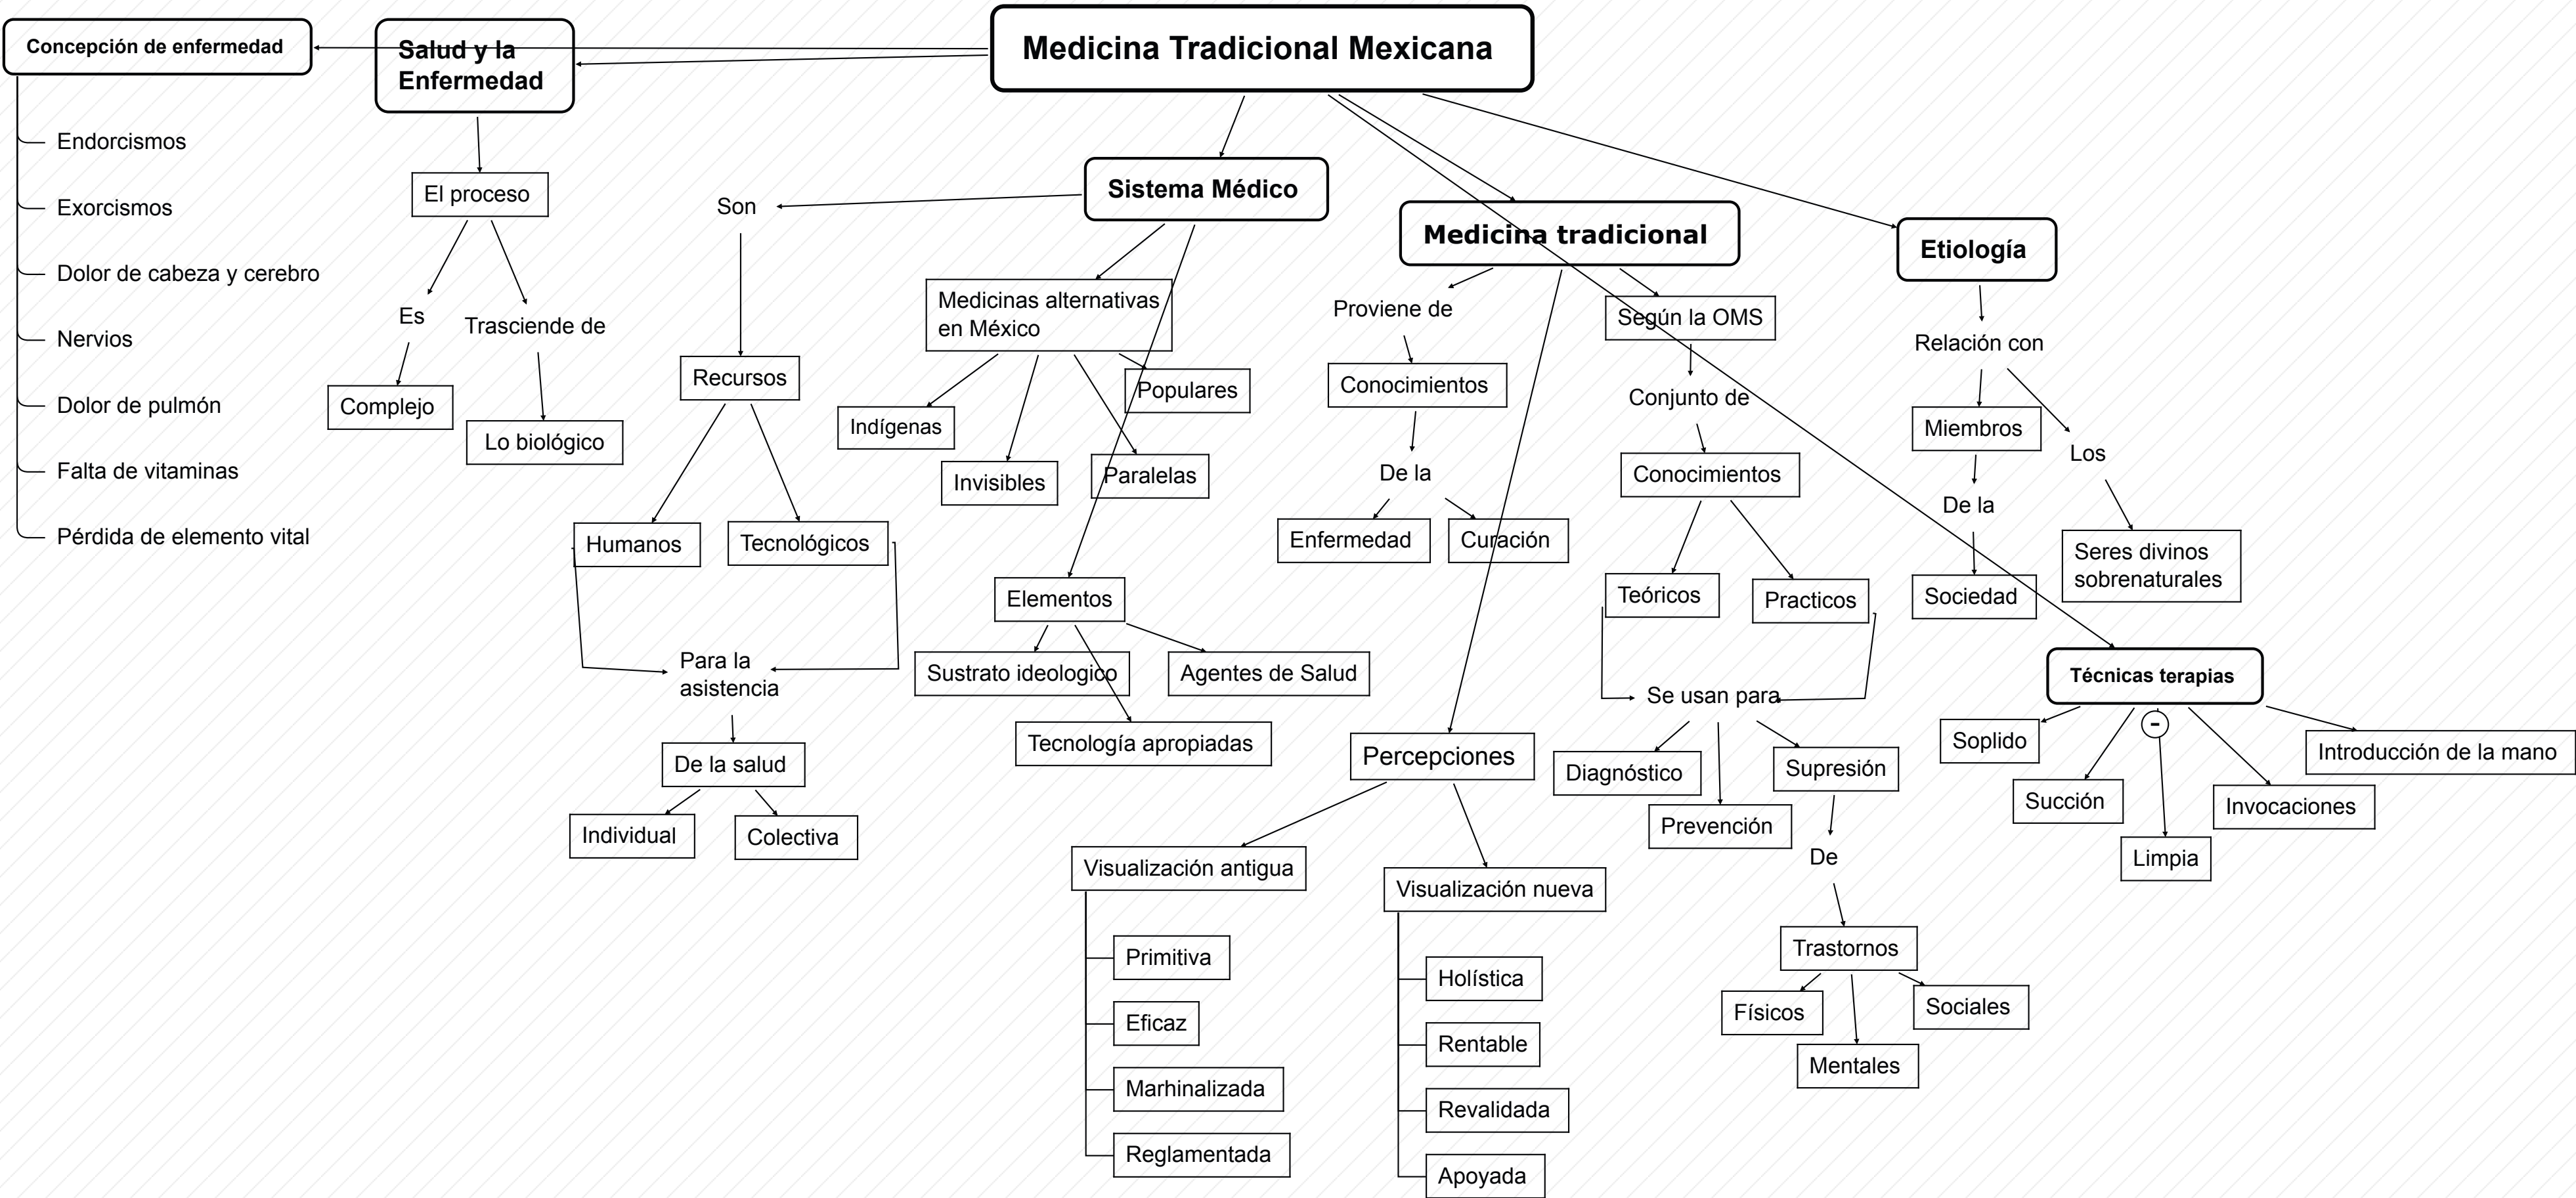 Medicina Tradicional Mexicana
Concepción de enfermedad
Endorcismos
Exorcismos
Dolor de cabeza y cerebro
Nervios
Dolor de pulmón
Falta de vitaminas
Pérdida de elemento vital
Salud y la
Enfermedad
El proceso
Es
Complejo
Trasciende de
Lo biológico
Sistema Médico
Son
Recursos
Humanos
Tecnológicos
Para la
asistencia
De la salud
Individual
Colectiva
Medicinas alternativas
en México
Indígenas
Invisibles
Paralelas
Populares
Elementos
Sustrato ideologico
Agentes de Salud
Tecnología apropiadas
Medicina tradicional
Proviene de
Conocimientos
De la
Enfermedad
Curación
Percepciones
Visualización antigua
Primitiva
Eficaz
Marhinalizada
Reglamentada
Visualización nueva
Holística
Rentable
Revalidada
Apoyada
Según la OMS
Conjunto de
Conocimientos
Teóricos
Practicos
Se usan para
Diagnóstico
Prevención
Supresión
De
Trastornos
Físicos
Mentales
Sociales
Etiología
Relación con
Miembros
De la
Sociedad
Los
Seres divinos
sobrenaturales
Técnicas terapias
Soplido
Succión
Limpia
Invocaciones
Introducción de la mano